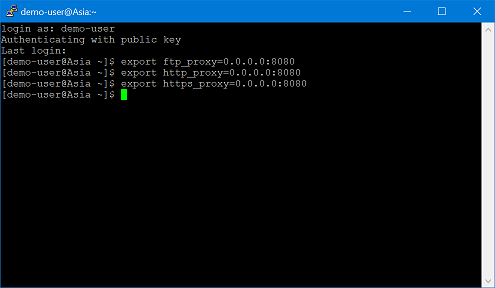 demo-user@Asia:~
login as: demo-user
Authenticating with public key
Last login:
[demo-user@Asia ~]$ export ftp_proxy=0.0.0.0:8080
[demo-user@Asia ~]$ export http_proxy=0.0.0.0:8080
[demo-user@Asia ~]$ export https_proxy=0.0.0.0:8080
[demo-user@Asia ~]$